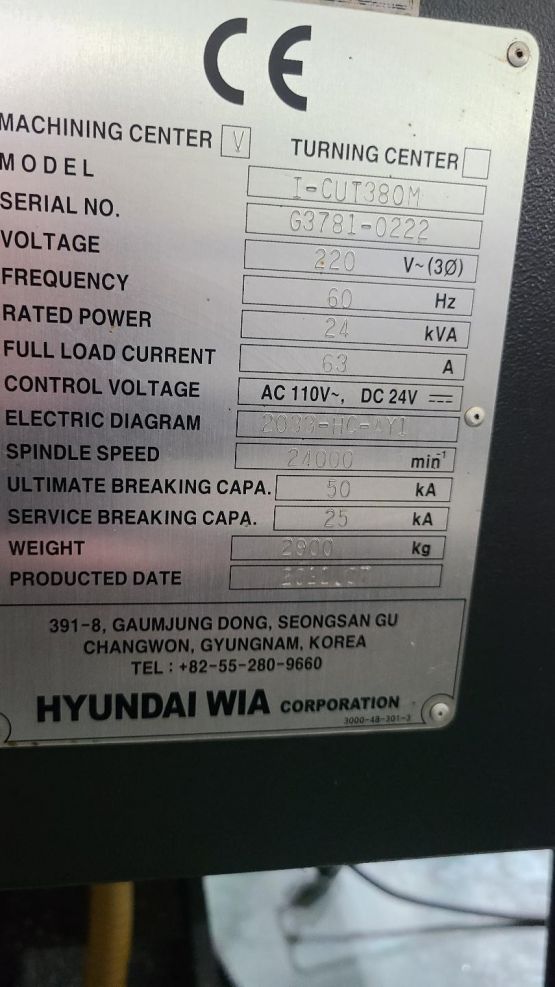 CE
MACHINING CENTER V TURNING CENTER
MODEL I-CUT380M
SERIAL NO. G3781-0222
VOLTAGE 220 V~(3Ø)
FREQUENCY 60 Hz
RATED POWER 24 kVA
FULL LOAD CURRENT 63 A
CONTROL VOLTAGE AC 110V~, DC 24V
ELECTRIC DIAGRAM
SPINDLE SPEED 24000 min⁻¹
ULTIMATE BREAKING CAPA. 50 kA
SERVICE BREAKING CAPA. 25 kA
WEIGHT 2900 kg
PRODUCTED DATE
391-8, GAUMJUNG DONG, SEONGSAN GU
CHANGWON, GYUNGNAM, KOREA
TEL : +82-55-280-9660
HYUNDAI WIA CORPORATION
3000-48-301-3